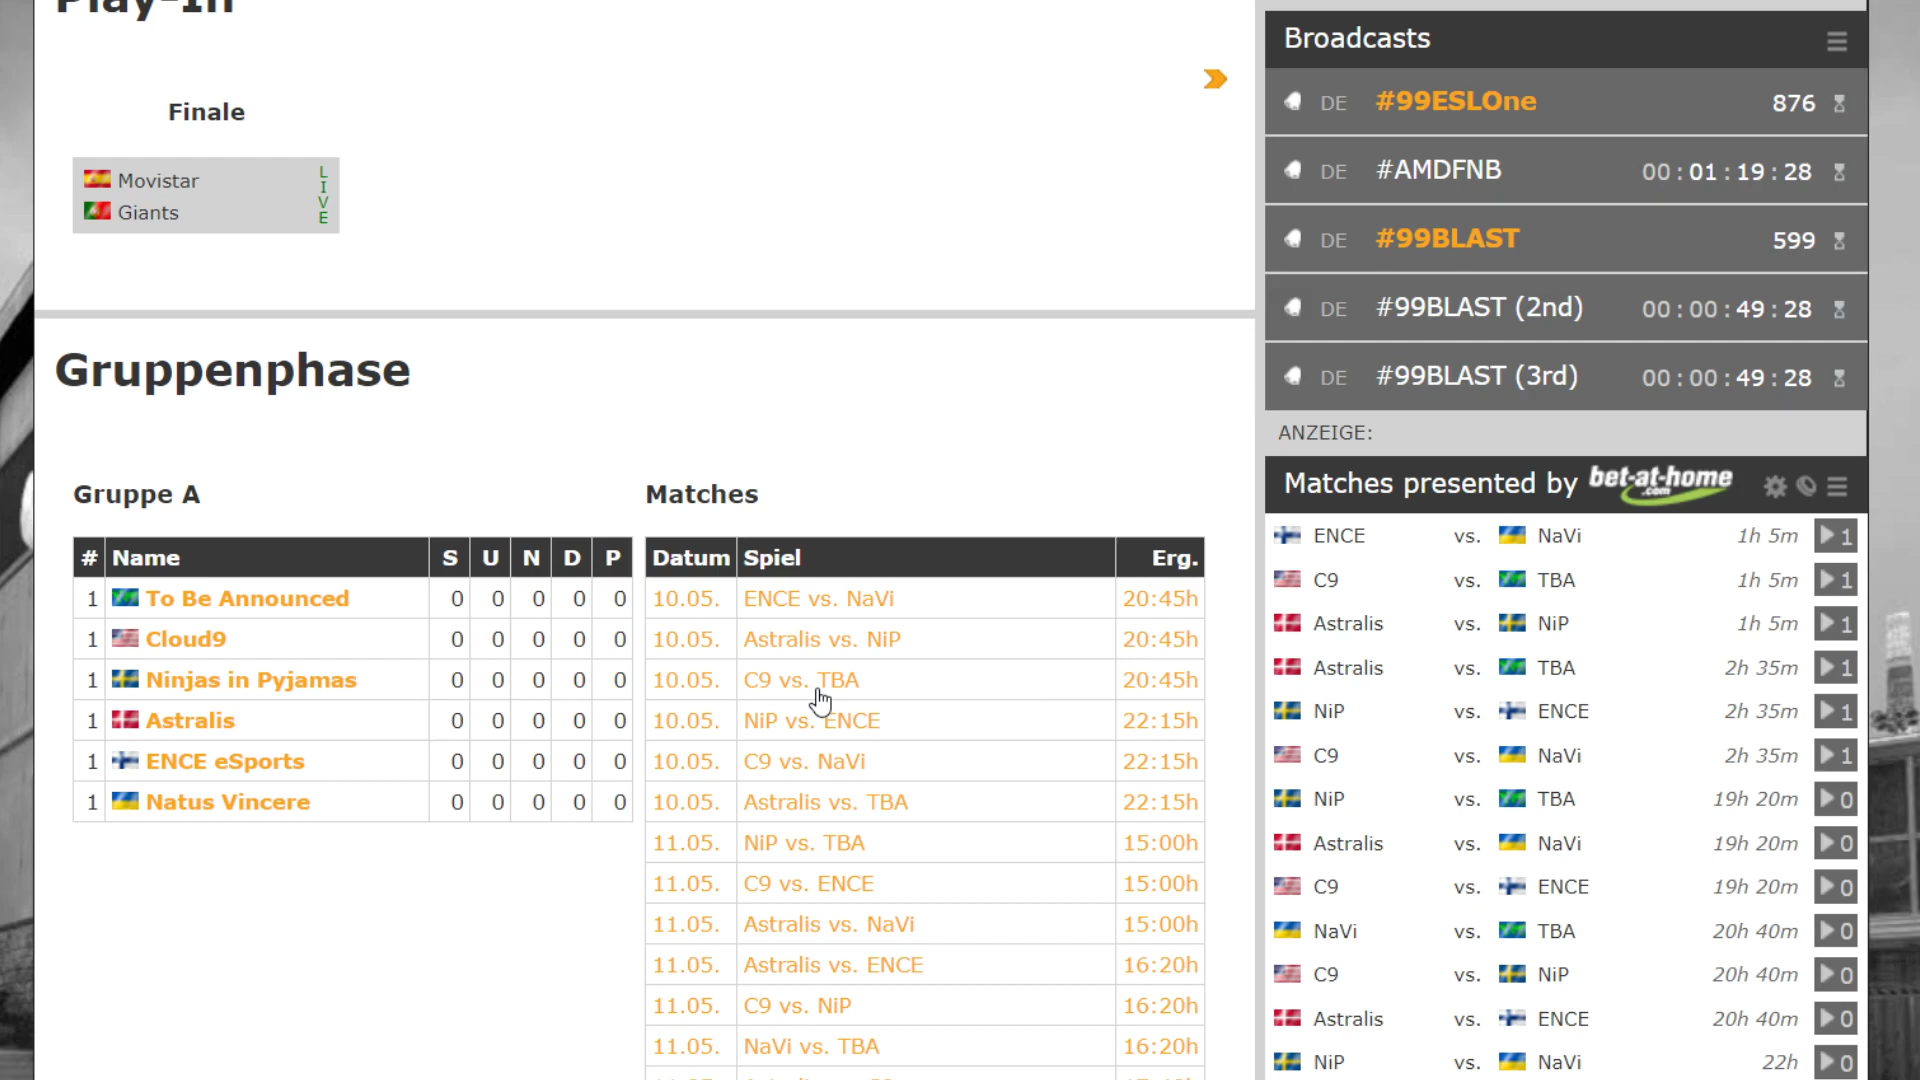 Play-In
Finale
Movistar
Giants
LIVE
Gruppenphase
Gruppe A
# Name S U N D P
1 To Be Announced 0 0 0 0 0
1 Cloud9 0 0 0 0 0
1 Ninjas in Pyjamas 0 0 0 0 0
1 Astralis 0 0 0 0 0
1 ENCE eSports 0 0 0 0 0
1 Natus Vincere 0 0 0 0 0
Matches
Datum Spiel Erg.
10.05. ENCE vs. NaVi 20:45h
10.05. Astralis vs. NiP 20:45h
10.05. C9 vs. TBA 20:45h
10.05. NiP vs. ENCE 22:15h
10.05. C9 vs. NaVi 22:15h
10.05. Astralis vs. TBA 22:15h
11.05. NiP vs. TBA 15:00h
11.05. C9 vs. ENCE 15:00h
11.05. Astralis vs. NaVi 15:00h
11.05. Astralis vs. ENCE 16:20h
11.05. C9 vs. NiP 16:20h
11.05. NaVi vs. TBA 16:20h
Broadcasts
DE #99ESLOne 876
DE #AMDFNB 00:01:19:28
DE #99BLAST 599
DE #99BLAST (2nd) 00:00:49:28
DE #99BLAST (3rd) 00:00:49:28
ANZEIGE:
Matches presented by bet-at-home .com
ENCE vs. NaVi 1h 5m 1
C9 vs. TBA 1h 5m 1
Astralis vs. NiP 1h 5m 1
Astralis vs. TBA 2h 35m 1
NiP vs. ENCE 2h 35m 1
C9 vs. NaVi 2h 35m 1
NiP vs. TBA 19h 20m 0
Astralis vs. NaVi 19h 20m 0
C9 vs. ENCE 19h 20m 0
NaVi vs. TBA 20h 40m 0
C9 vs. NiP 20h 40m 0
Astralis vs. ENCE 20h 40m 0
NiP vs. NaVi 22h 0